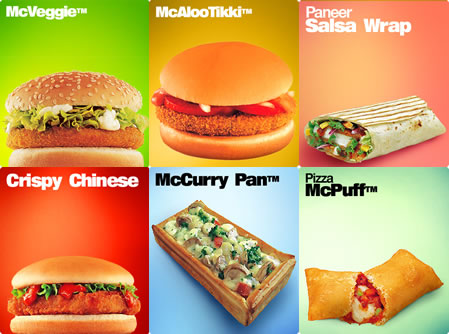 McVeggie™
McAlooTikki™
Paneer
Salsa Wrap
Crispy Chinese
McCurry Pan™
Pizza
McPuff™